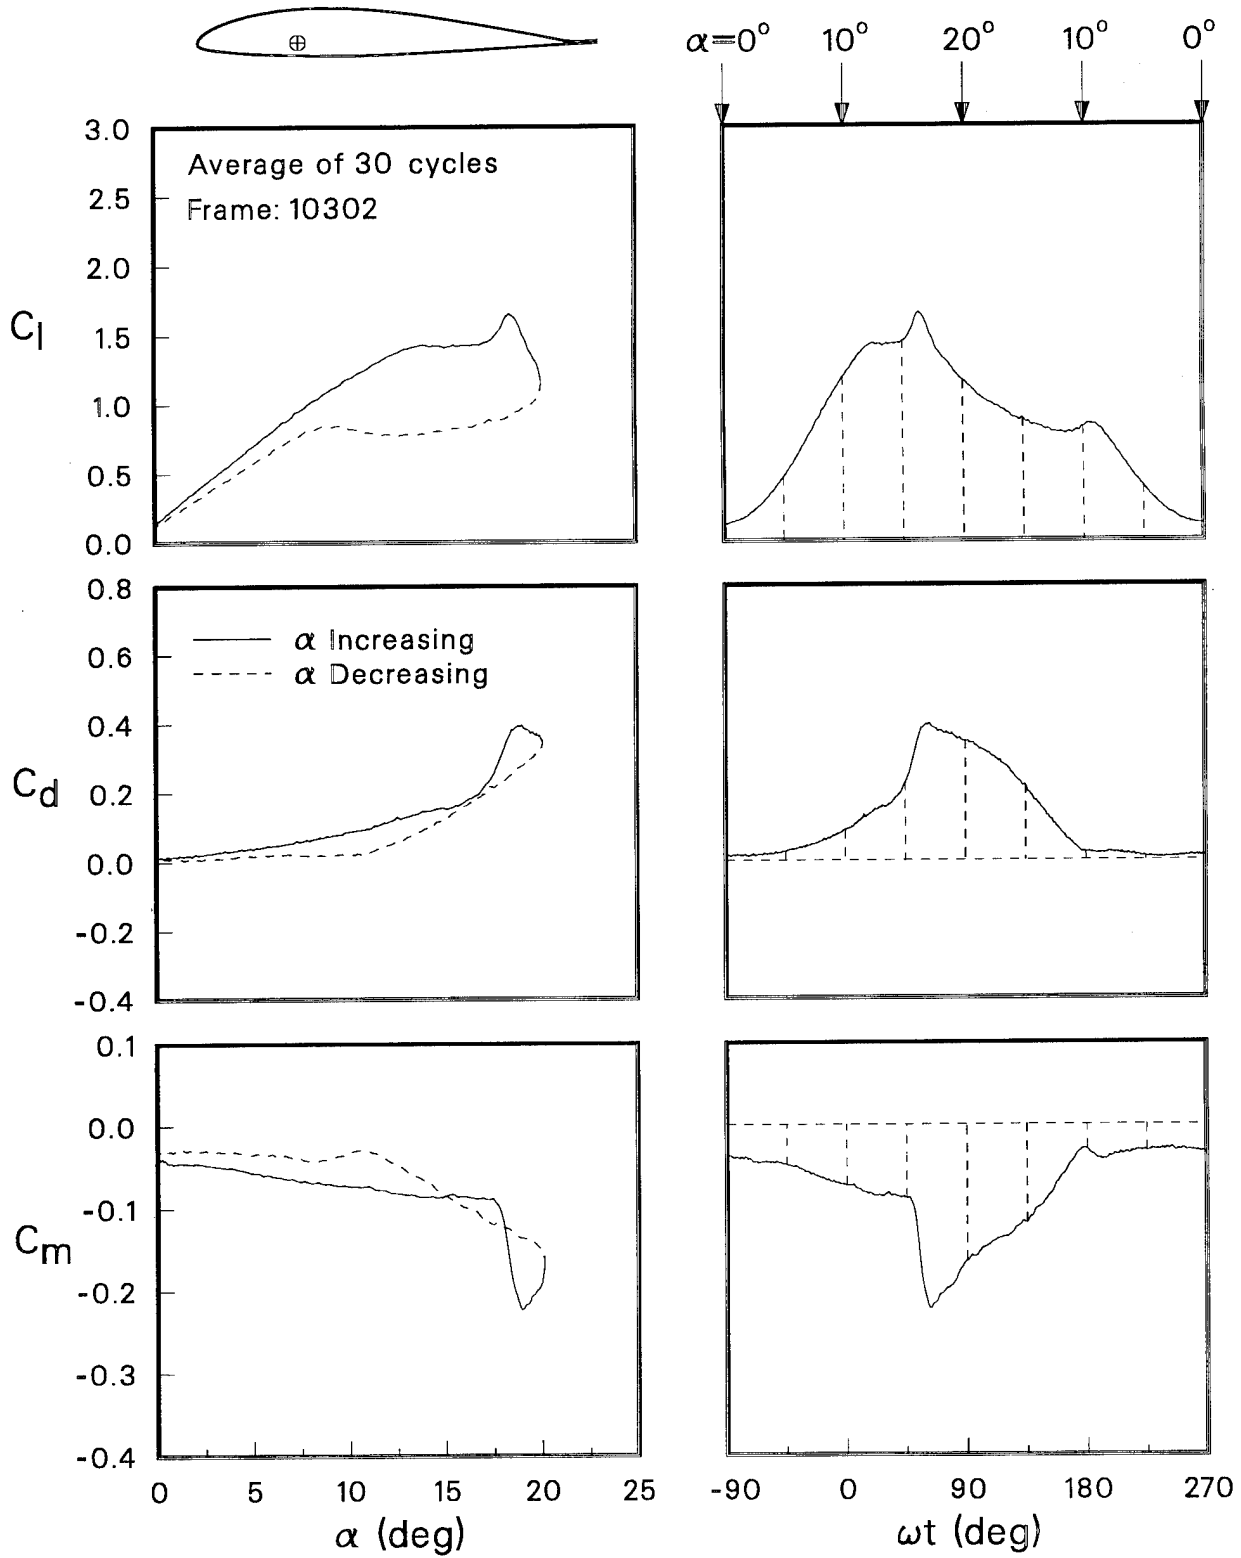 α=0° 10° 20° 10° 0°
Average of 30 cycles
Frame: 10302
3.0
2.5
2.0
1.5
1.0
0.5
0.0
Cl
α Increasing
α Decreasing
0.8
0.6
0.4
0.2
0.0
-0.2
-0.4
Cd
0.1
0.0
-0.1
-0.2
-0.3
-0.4
Cm
0 5 10 15 20 25
α (deg)
-90 0 90 180 270
ωt (deg)